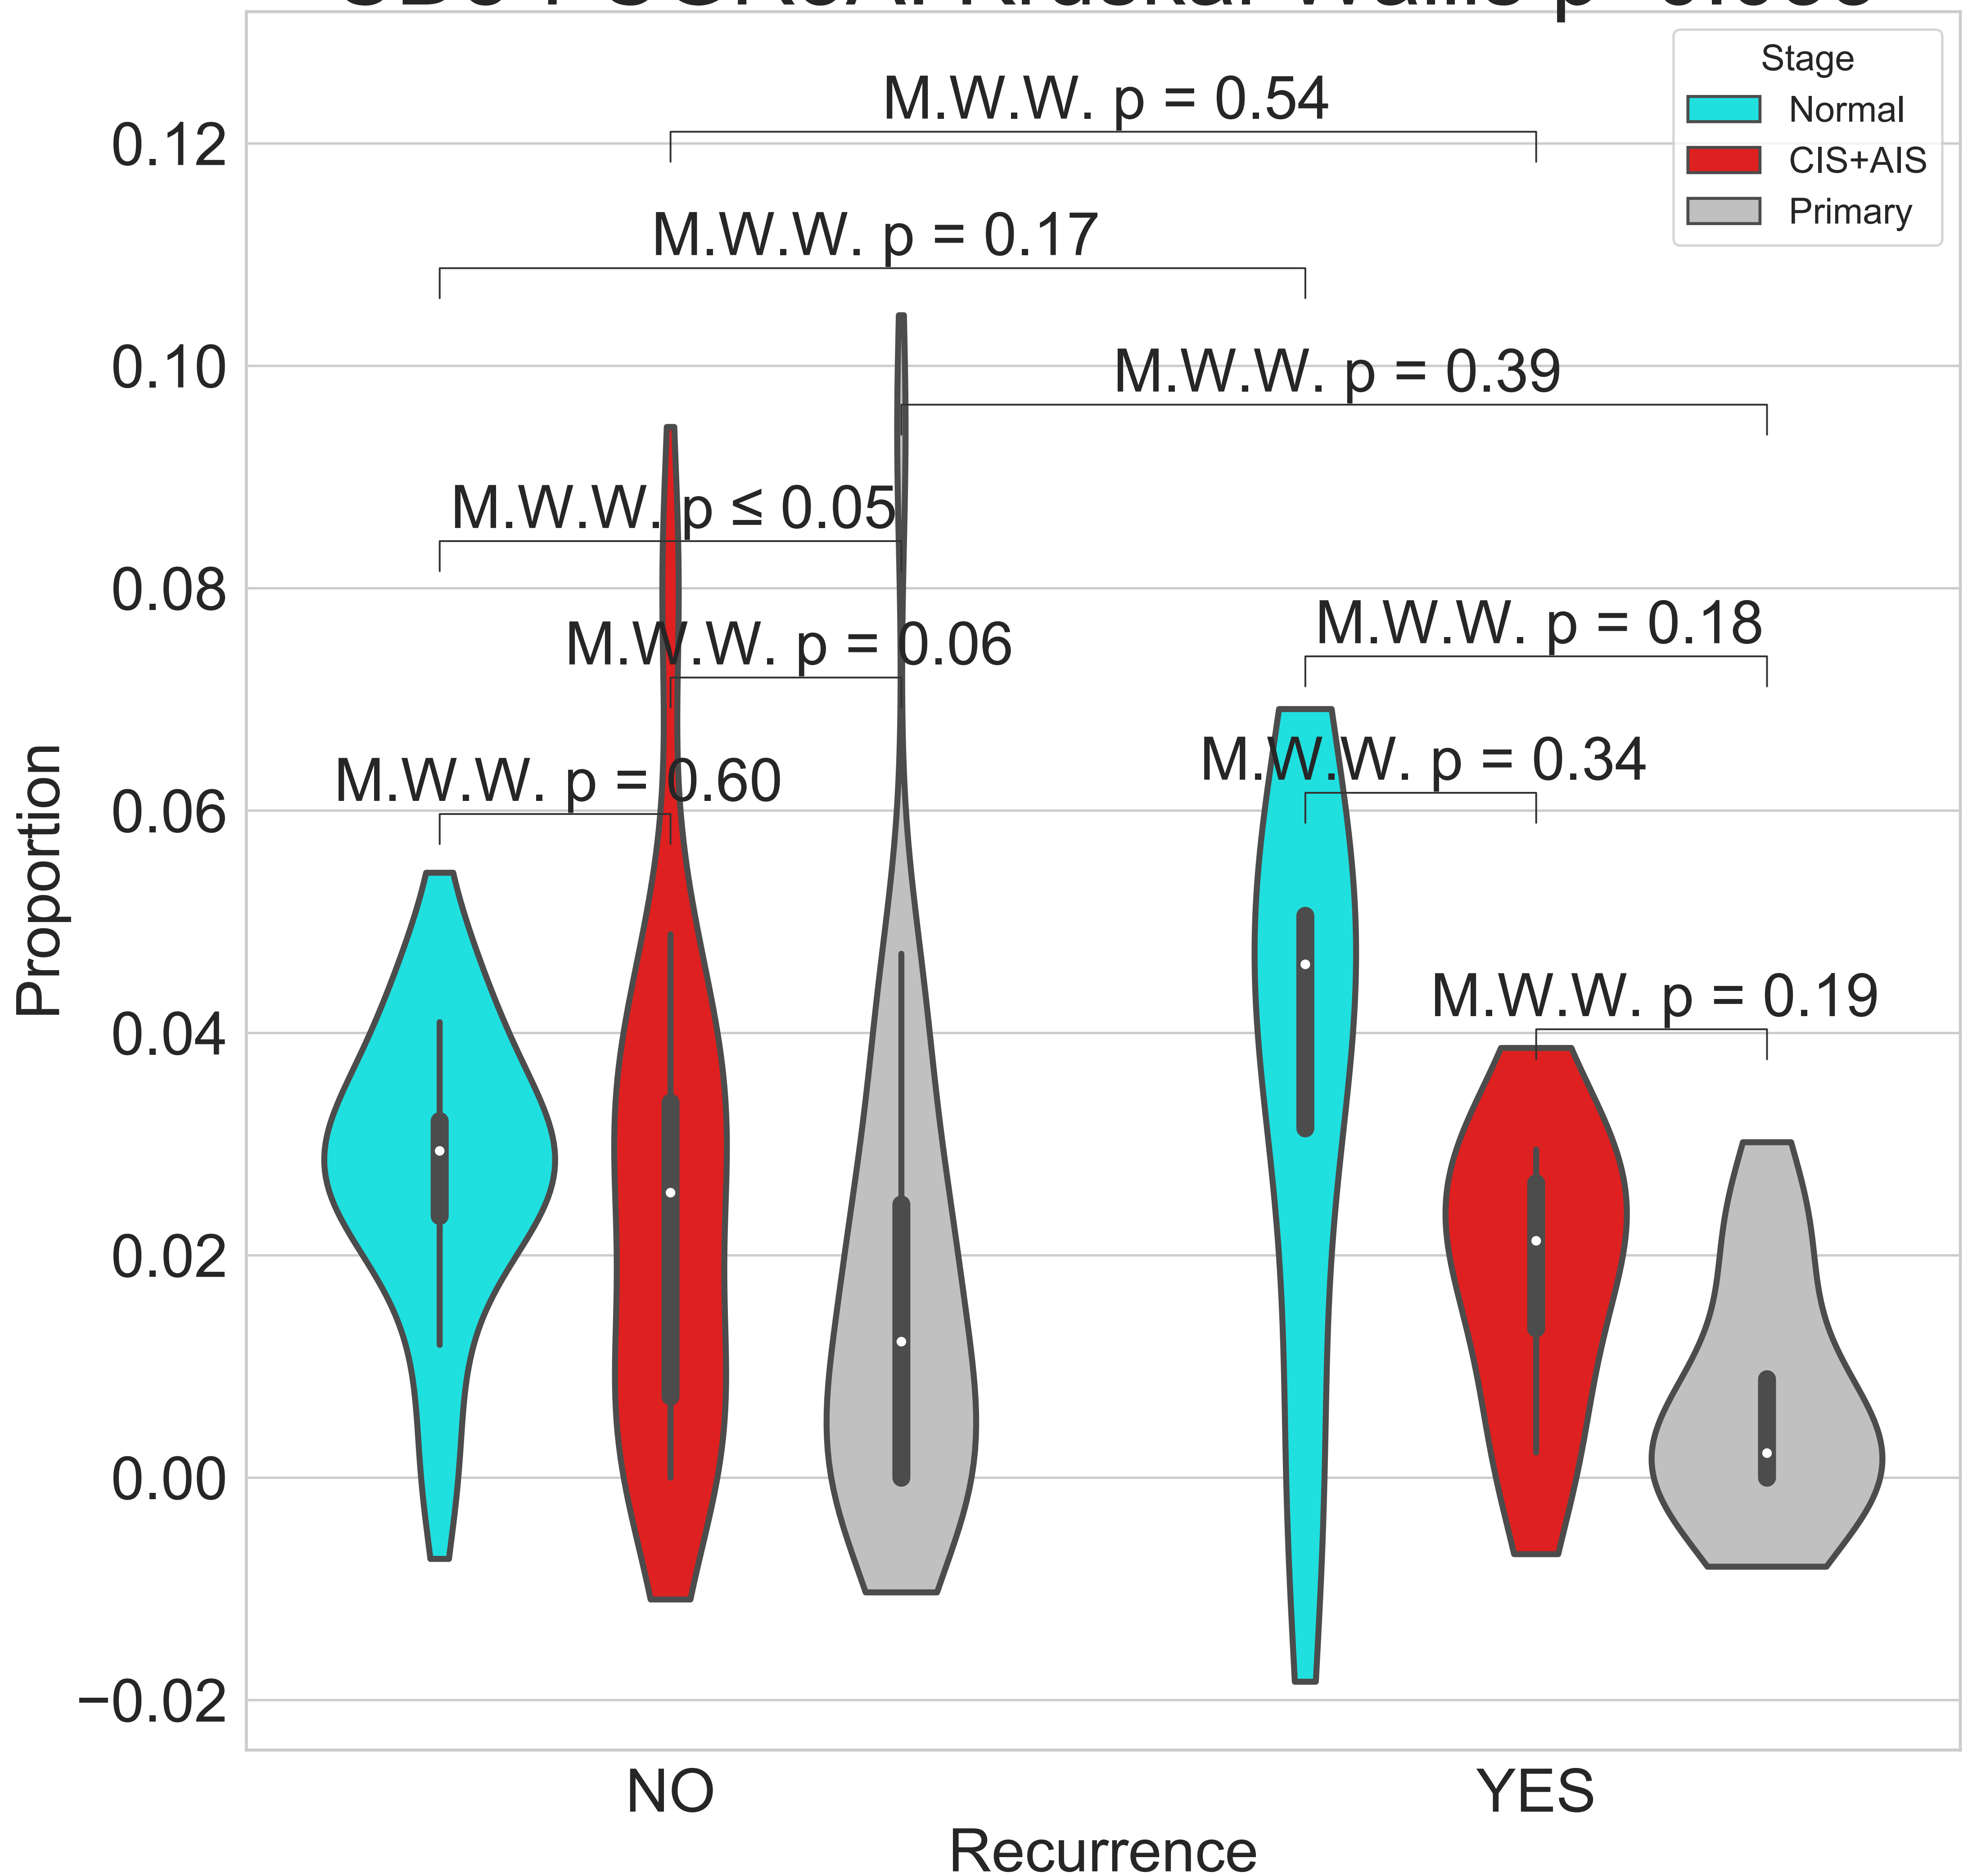 Stage
Normal
CIS+AIS
Primary
M.W.W. p = 0.54
M.W.W. p = 0.17
M.W.W. p = 0.39
M.W.W. p ≤ 0.05
M.W.W. p = 0.06
M.W.W. p = 0.18
M.W.W. p = 0.60
M.W.W. p = 0.34
M.W.W. p = 0.19
0.12
0.10
0.08
0.06
0.04
0.02
0.00
−0.02
Proportion
NO
YES
Recurrence